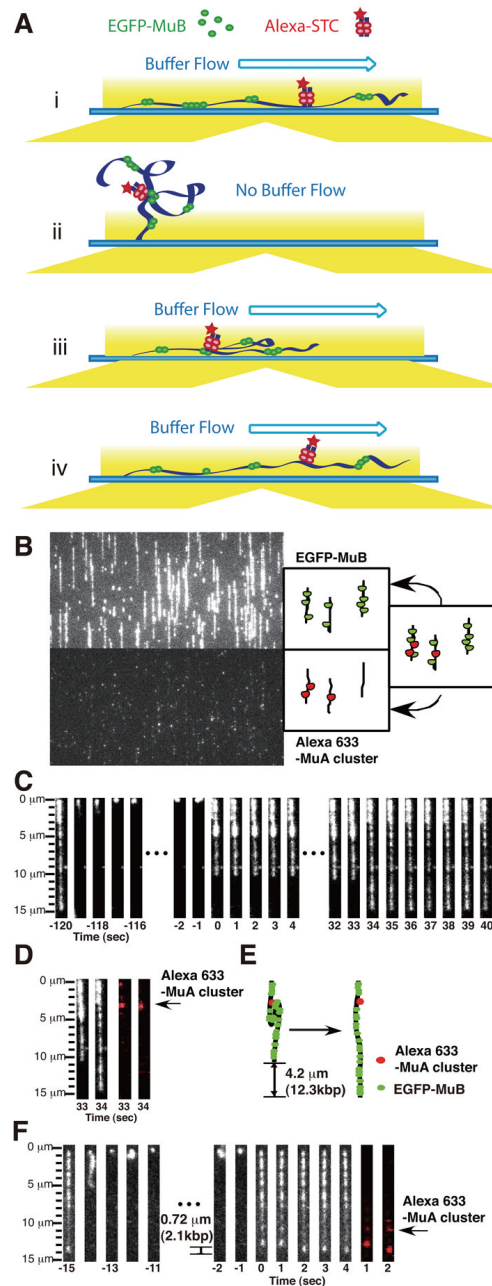 A
EGFP-MuB
Alexa-STC
Buffer Flow
i
No Buffer Flow
ii
Buffer Flow
iii
Buffer Flow
iv
B
EGFP-MuB
Alexa 633
-MuA cluster
C
0 μm
5 μm
10 μm
15 μm
-120 -118 -116 -2 -1 0 1 2 3 4 32 33 34 35 36 37 38 39 40
Time (sec)
Time (sec)
D
0 μm
5 μm
10 μm
15 μm
Alexa 633
-MuA cluster
33 34 33 34
Time (sec)
E
4.2 μm
(12.3kbp)
Alexa 633
-MuA cluster
EGFP-MuB
F
0 μm
5 μm
10 μm
15 μm
0.72 μm
(2.1kbp)
Alexa 633
-MuA cluster
-15 -13 -11 -2 -1 0 1 2 3 4 1 2
Time (sec)